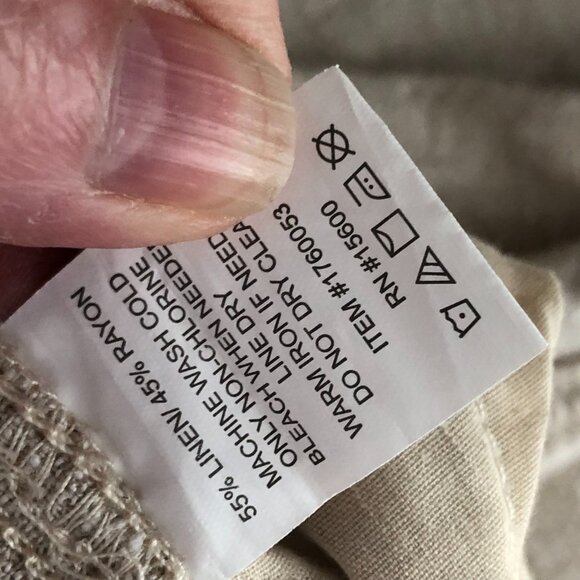 55% LINEN/ 45% RAYON
MACHINE WASH COLD
ONLY NON-CHLORINE
BLEACH WHEN NEEDED
LINE DRY
WARM IRON IF NEED
DO NOT DRY CLEA
ITEM #1760053
RN #15600